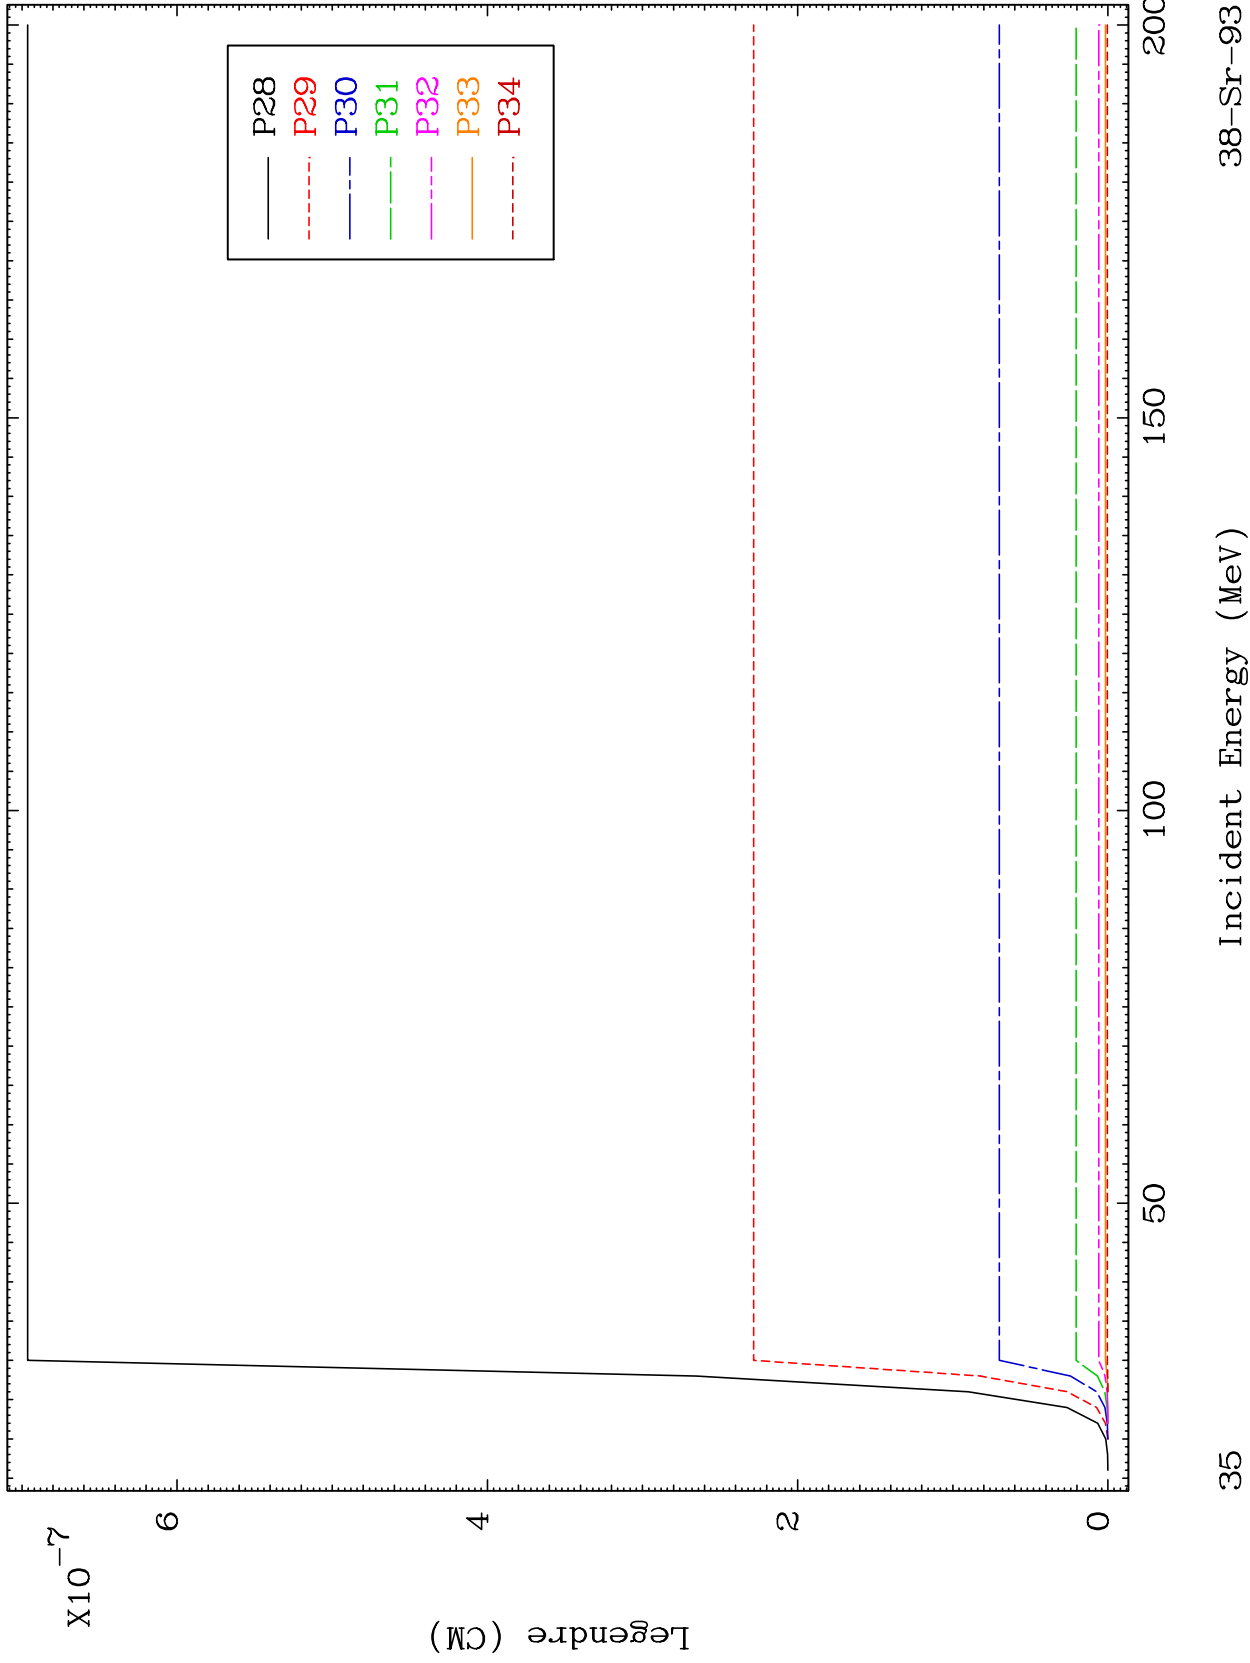 X10-7
6
4
2
0
Legendre (CM)
P28
P29
P30
P31
P32
P33
P34
50
100
150
200
35
Incident Energy (MeV)
38-Sr-93